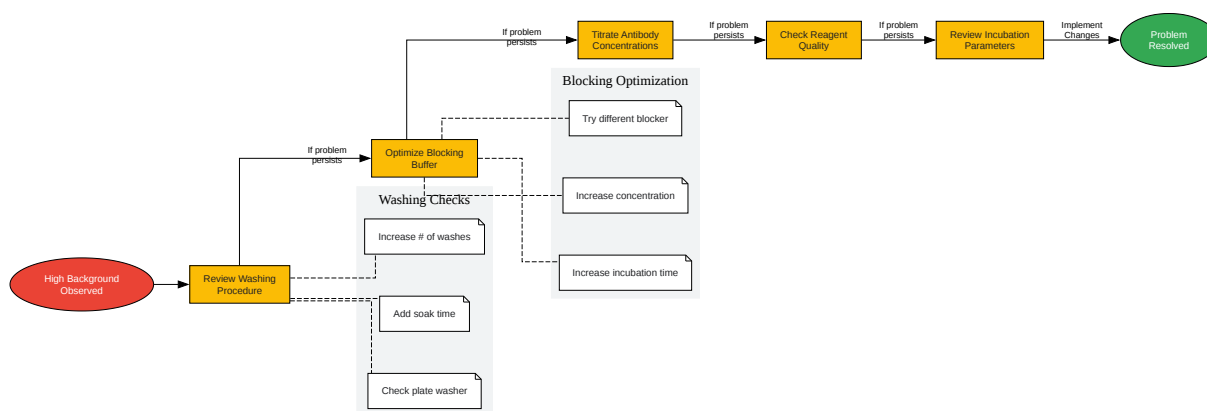 If problem
persists
Titrate Antibody
Concentrations
If problem
persists
Check Reagent
Quality
If problem
persists
Review Incubation
Parameters
Implement
Changes
Problem
Resolved
Blocking Optimization
Try different blocker
Increase concentration
Increase incubation time
If problem
persists
Optimize Blocking
Buffer
Washing Checks
Increase # of washes
Add soak time
Check plate washer
High Background
Observed
Review Washing
Procedure